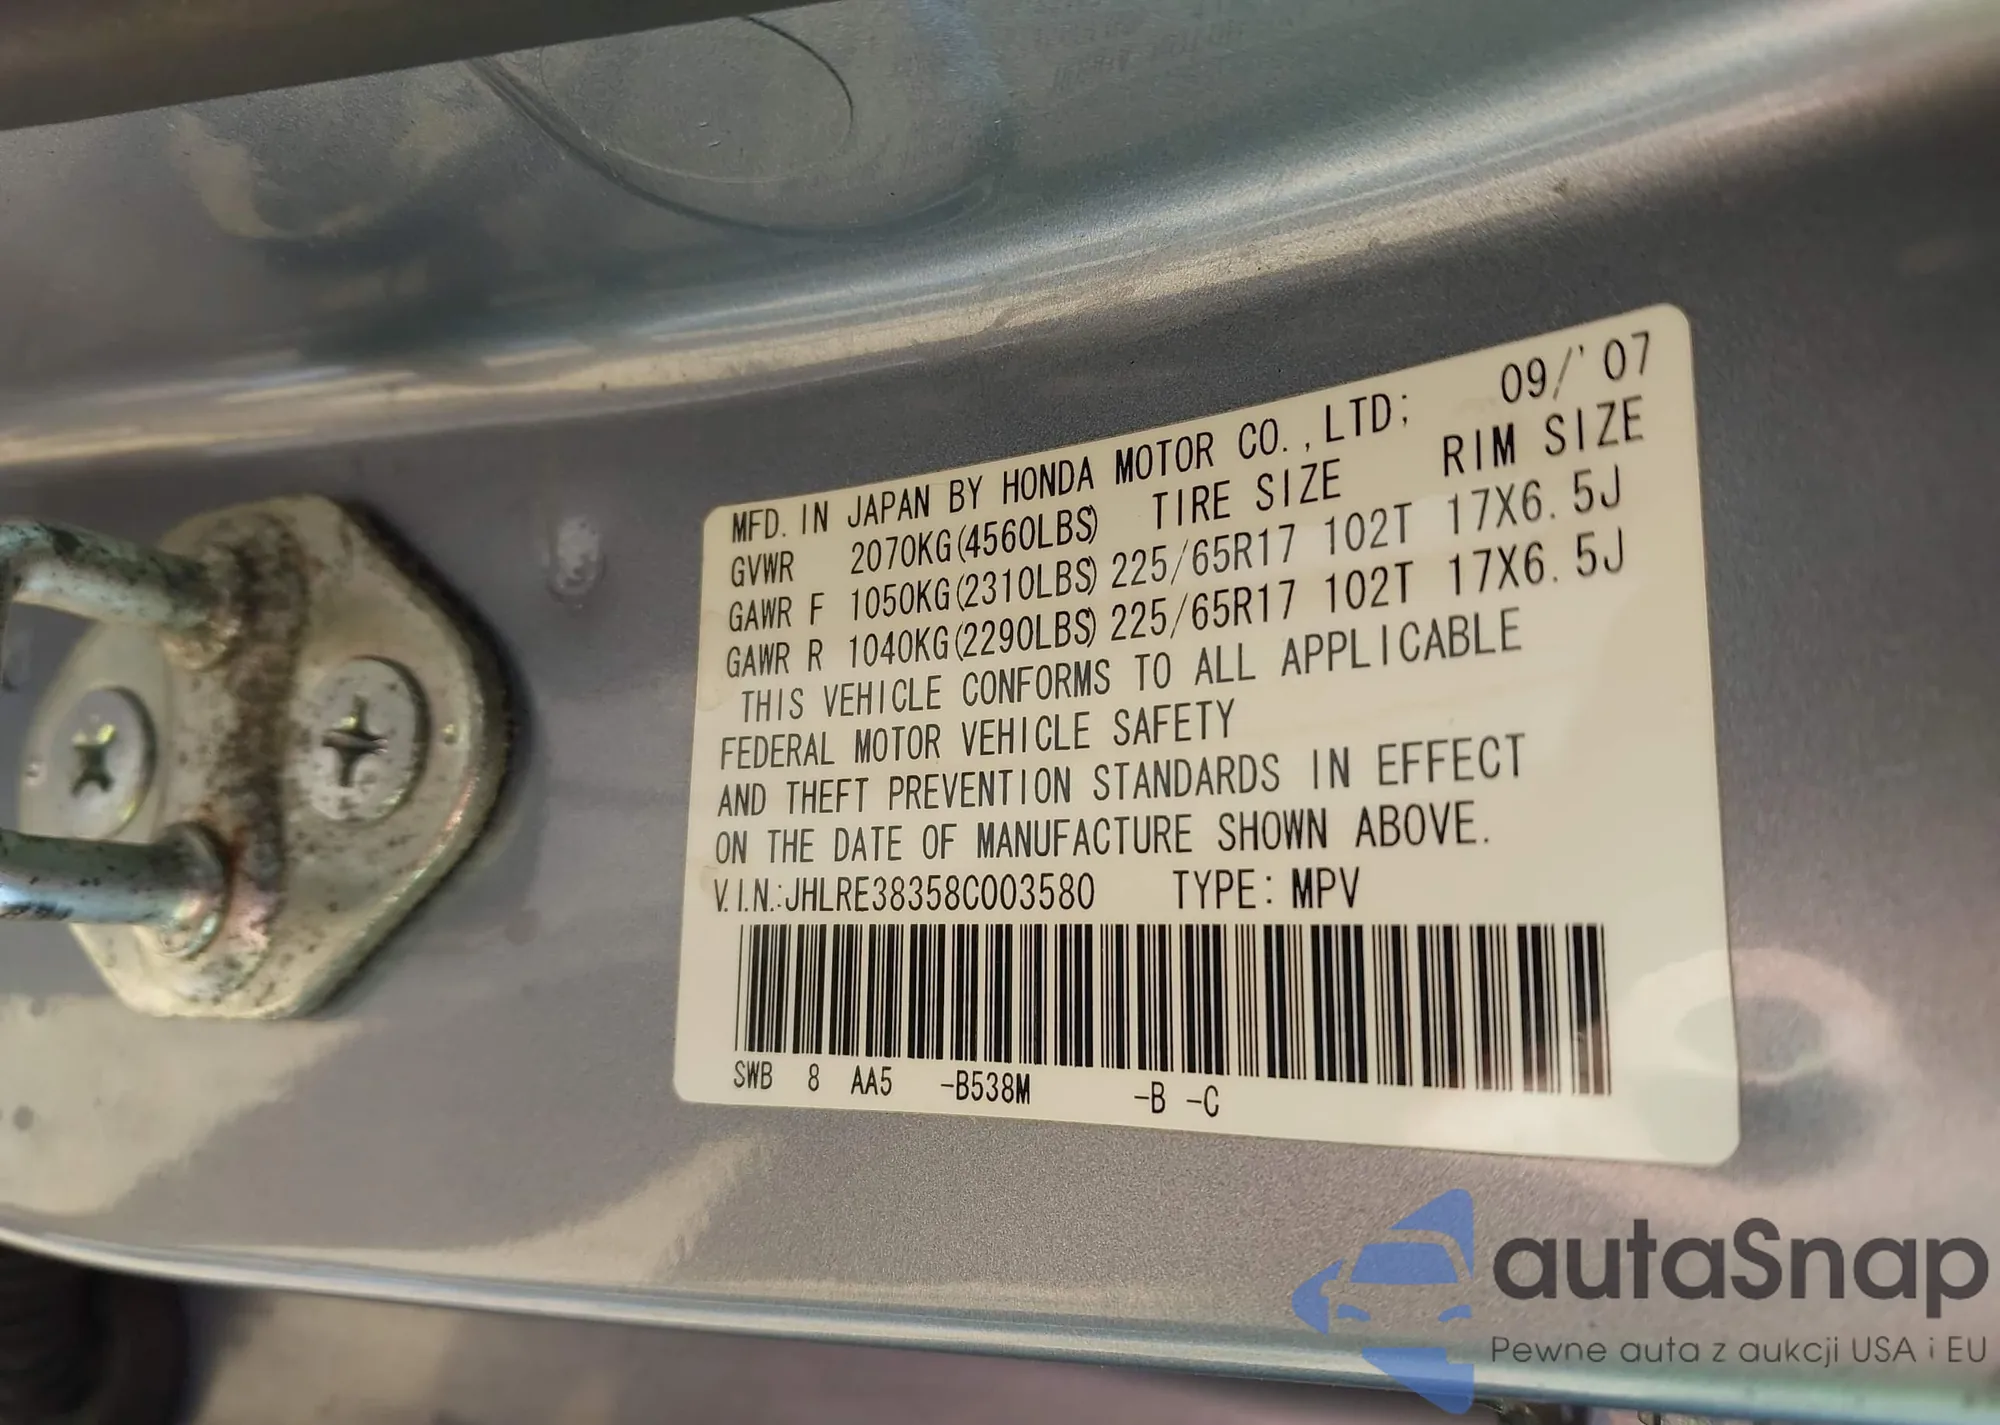 MFD. IN JAPAN BY HONDA MOTOR CO.,LTD; 09/'07
GVWR 2070KG(4560LBS) TIRE SIZE RIM SIZE
GAWR F 1050KG(2310LBS) 225/65R17 102T 17X6.5J
GAWR R 1040KG(2290LBS) 225/65R17 102T 17X6.5J
THIS VEHICLE CONFORMS TO ALL APPLICABLE
FEDERAL MOTOR VEHICLE SAFETY
AND THEFT PREVENTION STANDARDS IN EFFECT
ON THE DATE OF MANUFACTURE SHOWN ABOVE.
V.I.N.:JHLRE38358C003580 TYPE: MPV
SWB 8 AA5 -B538M -B -C
autaSnap
Pewne auta z aukcji USA i EU